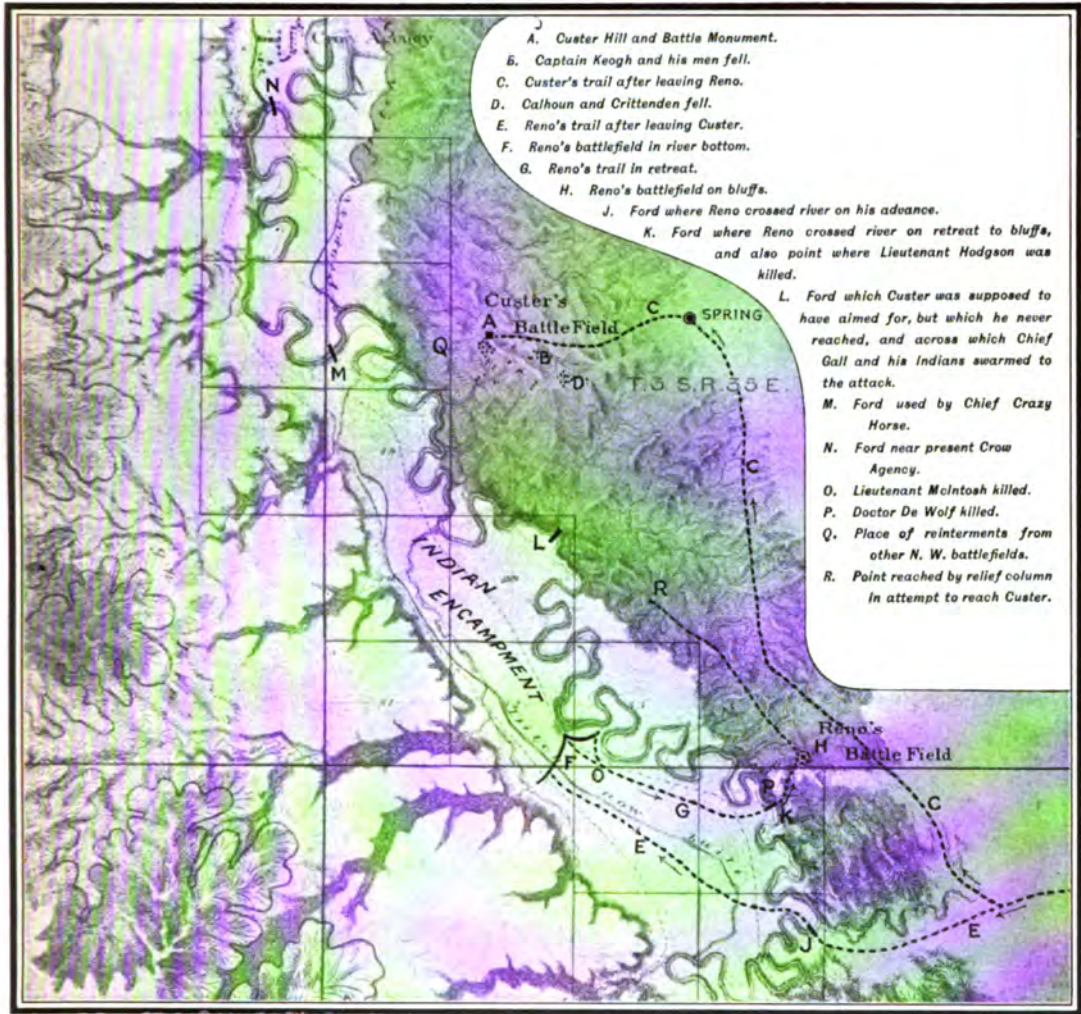 Crow Agency
A. Custer Hill and Battle Monument.
B. Captain Keogh and his men fell.
C. Custer's trail after leaving Reno.
D. Calhoun and Crittenden fell.
E. Reno's trail after leaving Custer.
F. Reno's battlefield in river bottom.
G. Reno's trail in retreat.
H. Reno's battlefield on bluffs.
J. Ford where Reno crossed river on his advance.
K. Ford where Reno crossed river on retreat to bluffs,
and also point where Lieutenant Hodgson was
killed.
L. Ford which Custer was supposed to
have aimed for, but which he never
reached, and across which Chief
Gall and his Indians swarmed to
the attack.
M. Ford used by Chief Crazy
Horse.
N. Ford near present Crow
Agency.
O. Lieutenant McIntosh killed.
P. Doctor De Wolf killed.
Q. Place of reinterments from
other N. W. battlefields.
R. Point reached by relief column
in attempt to reach Custer.
N
Custer's
A Battle Field
C
SPRING
Q
B
D
M
T. 3 S. R. 35 E.
C
L
INDIAN
ENCAMPMENT
R
Reno's
H
Battle Field
F
O
P
G
K
C
E
J
E